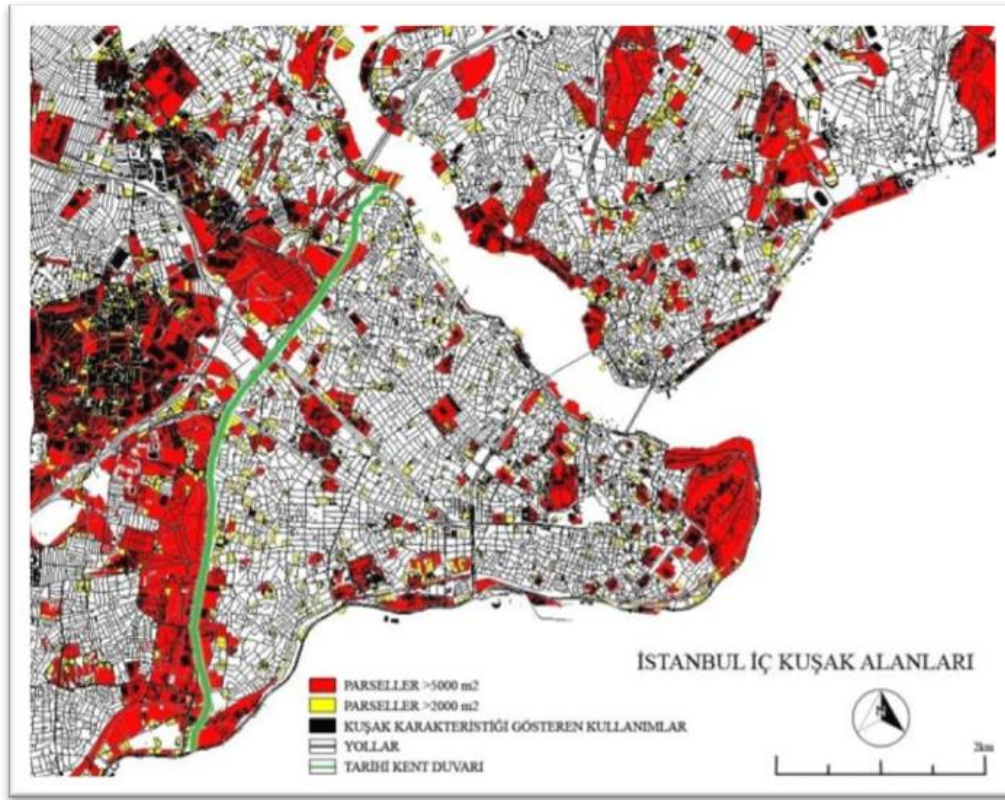 İSTANBUL İÇ KUŞAK ALANLARI
PARSELLER >5000 m2
PARSELLER >2000 m2
KUŞAK KARAKTERİSTİĞİ GÖSTEREN KULLANIMLAR
YOLLAR
TARİHİ KENT DUVARI
N
2km